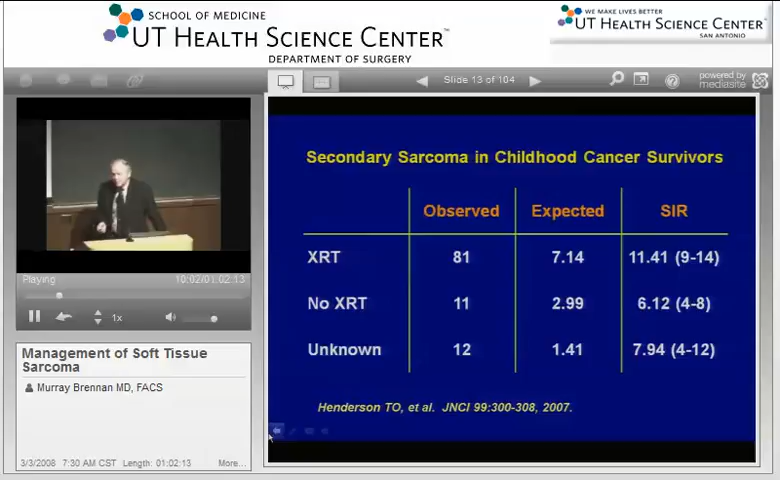 SCHOOL OF MEDICINE
UT HEALTH SCIENCE CENTER™
DEPARTMENT OF SURGERY
WE MAKE LIVES BETTER
UT HEALTH SCIENCE CENTER™
SAN ANTONIO
Slide 13 of 104
powered by
mediasite
Playing
10:02/01:02:13
1x
Management of Soft Tissue
Sarcoma
Murray Brennan MD, FACS
3/3/2008 7:30 AM CST Length: 01:02:13 More...
Secondary Sarcoma in Childhood Cancer Survivors
Observed Expected SIR
XRT 81 7.14 11.41 (9-14)
No XRT 11 2.99 6.12 (4-8)
Unknown 12 1.41 7.94 (4-12)
Henderson TO, et al. JNCI 99:300-308, 2007.